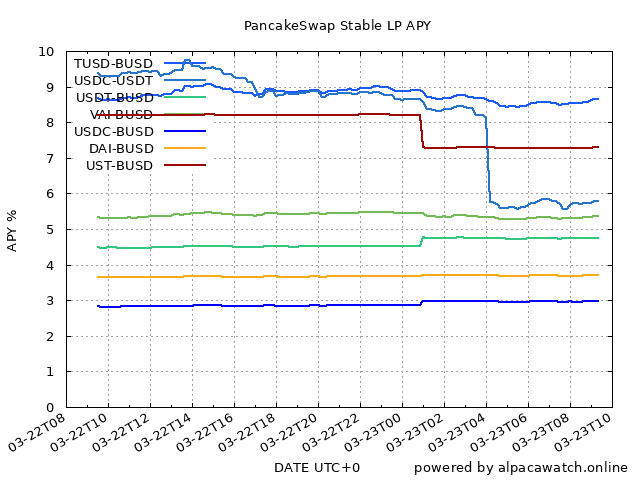 PancakeSwap Stable LP APY
10
9
8
7
6
5
4
3
2
1
0
APY %
TUSD-BUSD
USDC-USDT
USDT-BUSD
VAI-BUSD
USDC-BUSD
DAI-BUSD
UST-BUSD
03-22T08
03-22T10
03-22T12
03-22T14
03-22T16
03-22T18
03-22T20
03-22T22
03-23T00
03-23T02
03-23T04
03-23T06
03-23T08
03-23T10
DATE UTC+0
powered by alpacawatch.online